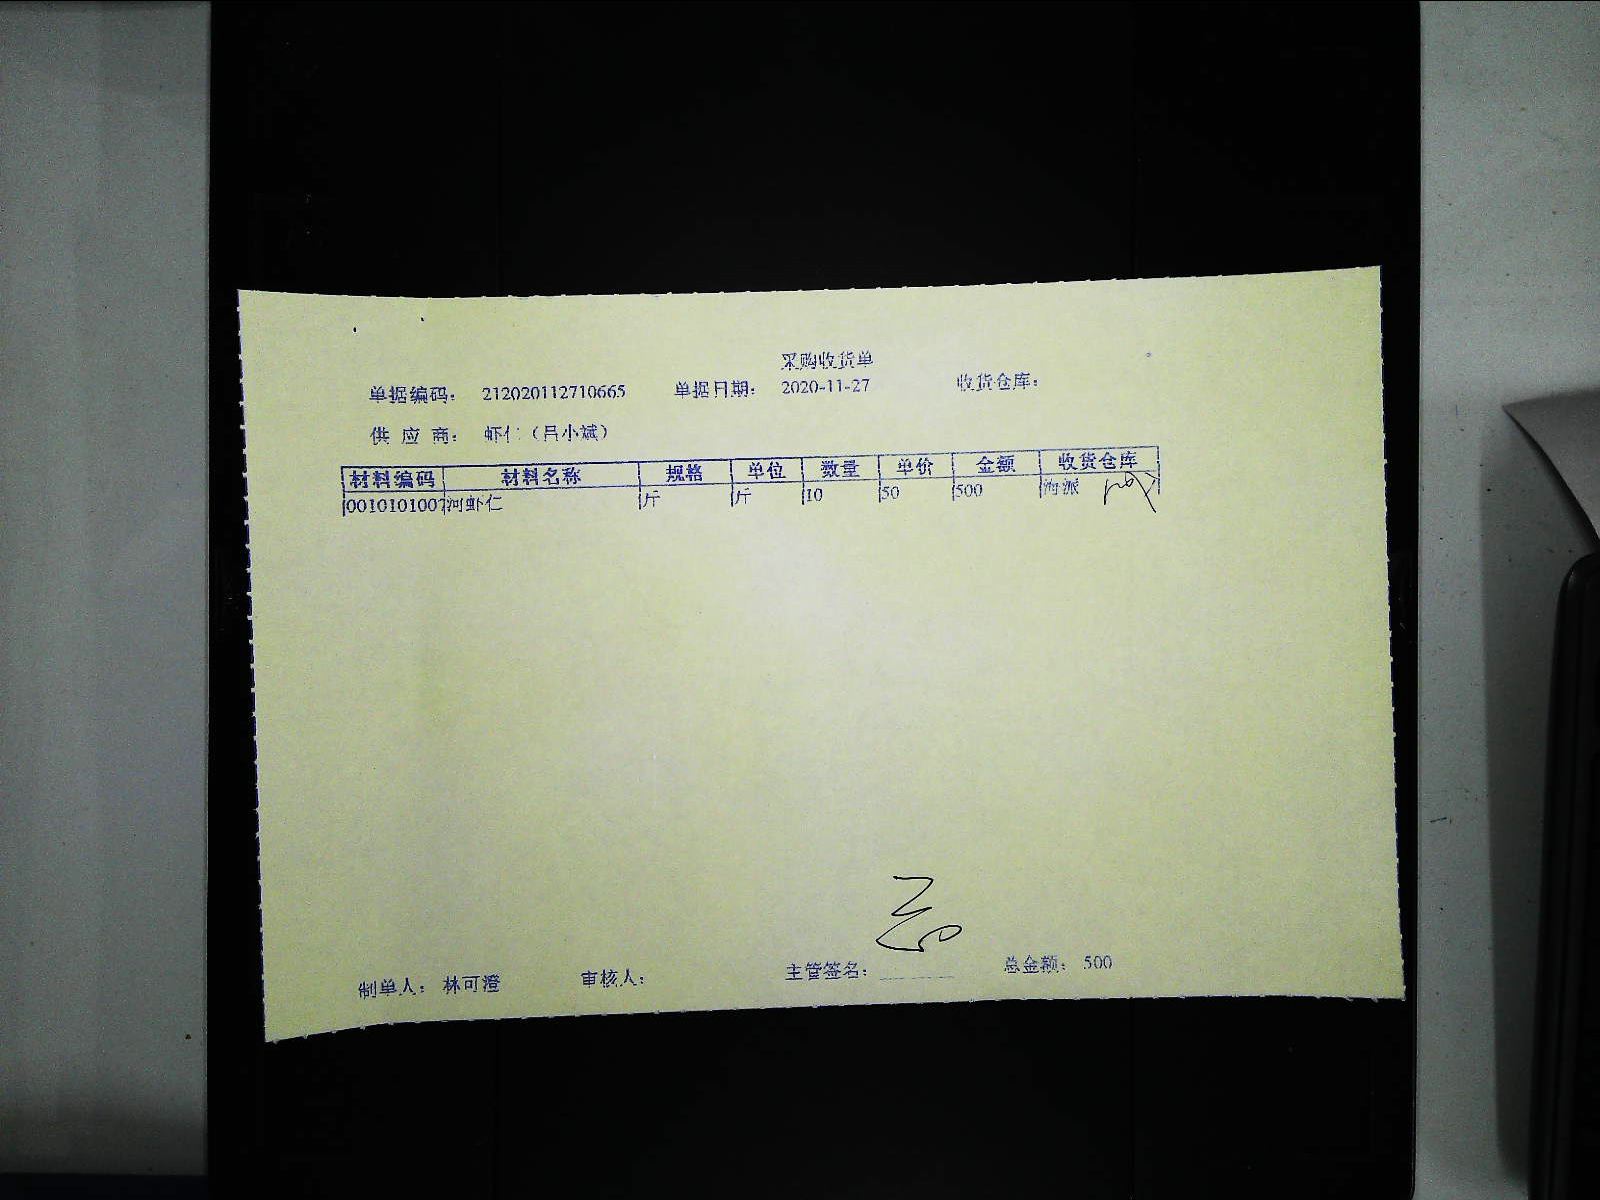 采购收货单
单据编码： 212020112710665 单据日期： 2020-11-27 收货仓库：
供 应 商： 虾仁（吕小斌）
材料编码 材料名称 规格 单位 数量 单价 金额 收货仓库
0010101007 河虾仁 斤 斤 10 50 500 海派
制单人： 林可澄 审核人： 主管签名： 总金额： 500